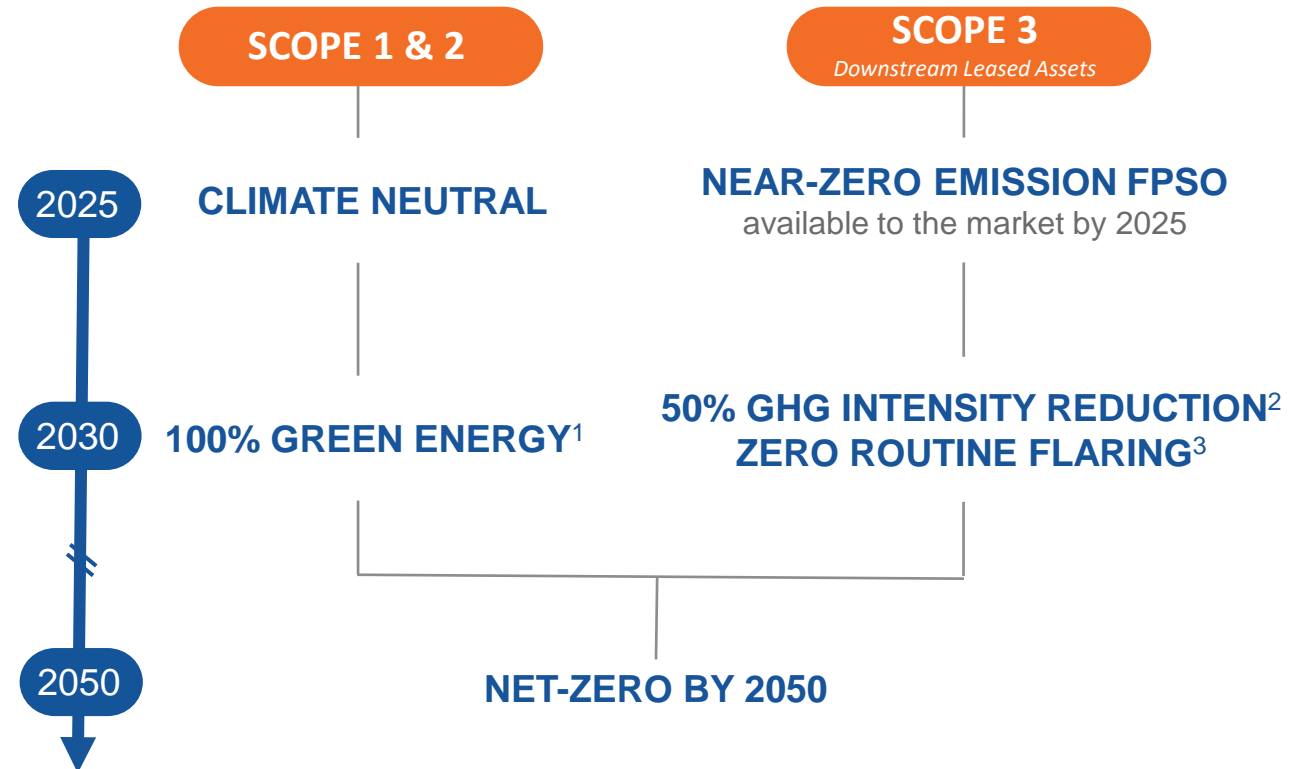 SCOPE 1 & 2
SCOPE 3
Downstream Leased Assets
2025
CLIMATE NEUTRAL
NEAR-ZERO EMISSION FPSO
available to the market by 2025
2030
100% GREEN ENERGY¹
50% GHG INTENSITY REDUCTION²
ZERO ROUTINE FLARING³
2050
NET-ZERO BY 2050